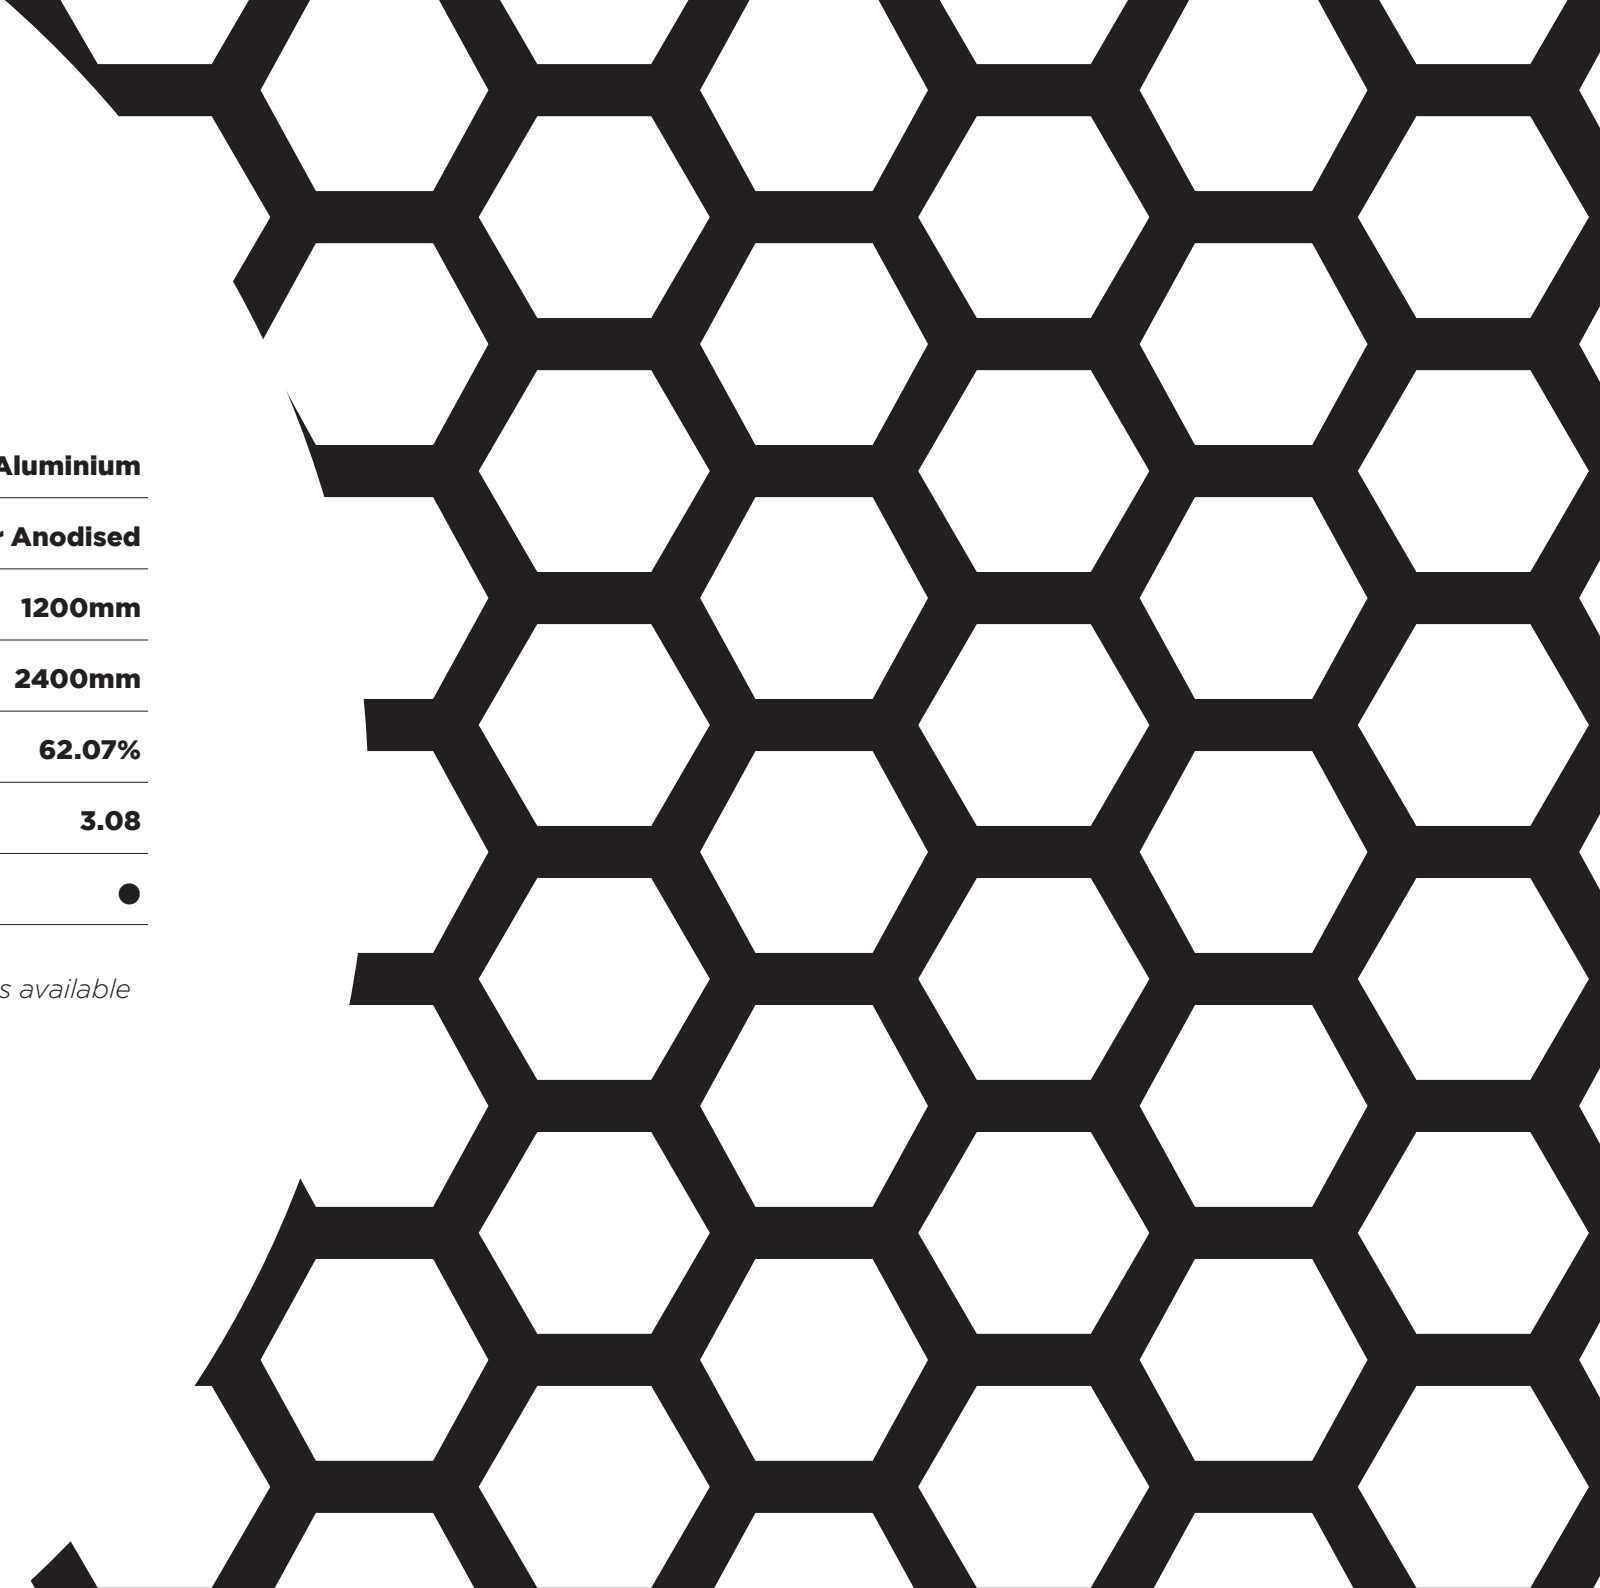 Aluminium
r Anodised
1200mm
2400mm
62.07%
3.08
s available